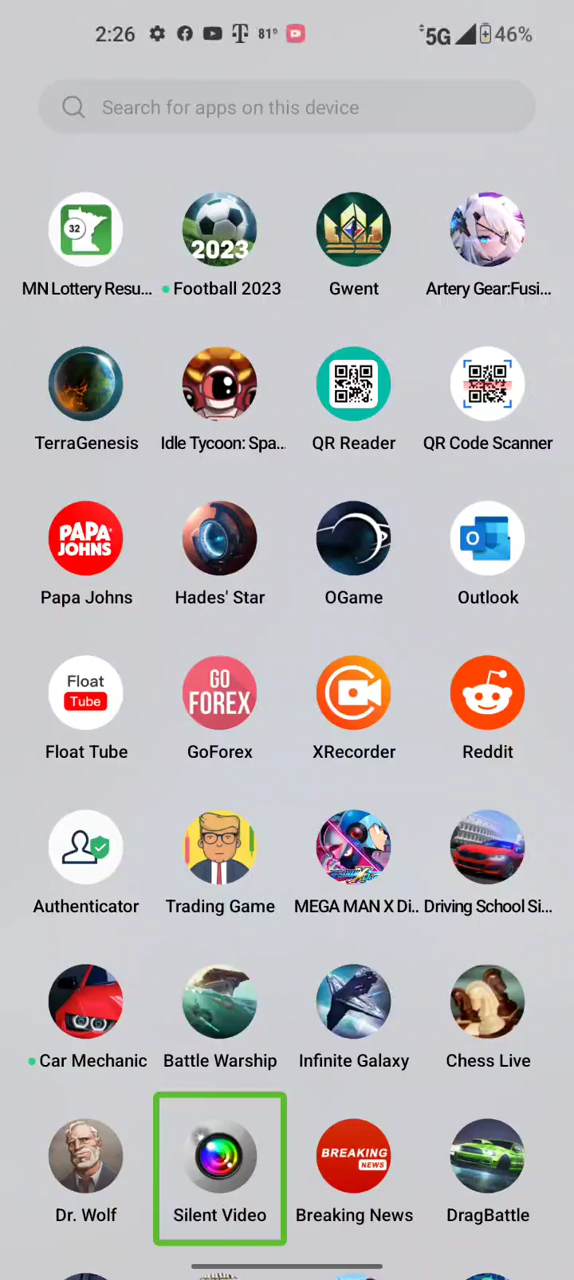 2:26 81° 5G 46%
Search for apps on this device
32
2023
MN Lottery Resu... Football 2023 Gwent Artery Gear:Fusi...
TerraGenesis Idle Tycoon: Spa... QR Reader QR Code Scanner
PAPA JOHNS
O
Papa Johns Hades' Star OGame Outlook
Float Tube
GO FOREX
Float Tube GoForex XRecorder Reddit
Authenticator Trading Game MEGA MAN X Di... Driving School Si...
Car Mechanic Battle Warship Infinite Galaxy Chess Live
BREAKING NEWS
Dr. Wolf Silent Video Breaking News DragBattle